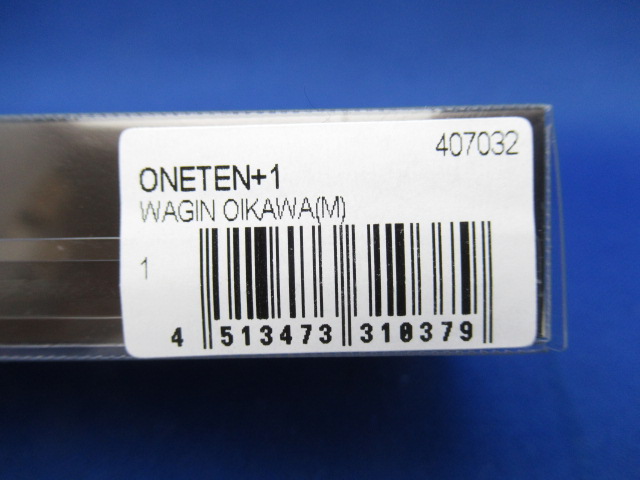 407032
ONETEN+1
WAGIN OIKAWA(M)
1
4 513473 310379